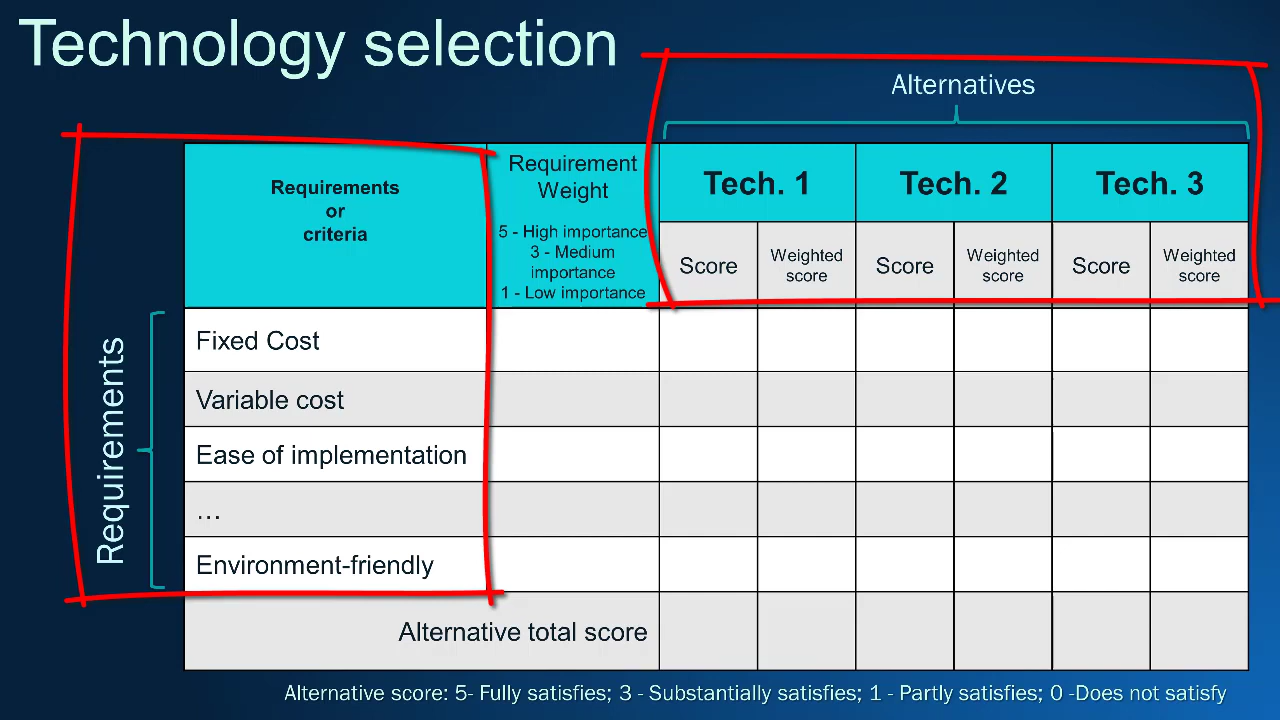 Technology selection
Alternatives
Requirements
or
criteria
Requirement
Weight
5 - High importance
3 - Medium
importance
1 - Low importance
Tech. 1
Tech. 2
Tech. 3
Score
Weighted
score
Score
Weighted
score
Score
Weighted
score
Requirements
Fixed Cost
Variable cost
Ease of implementation
...
Environment-friendly
Alternative total score
Alternative score: 5- Fully satisfies; 3 - Substantially satisfies; 1 - Partly satisfies; 0 -Does not satisfy